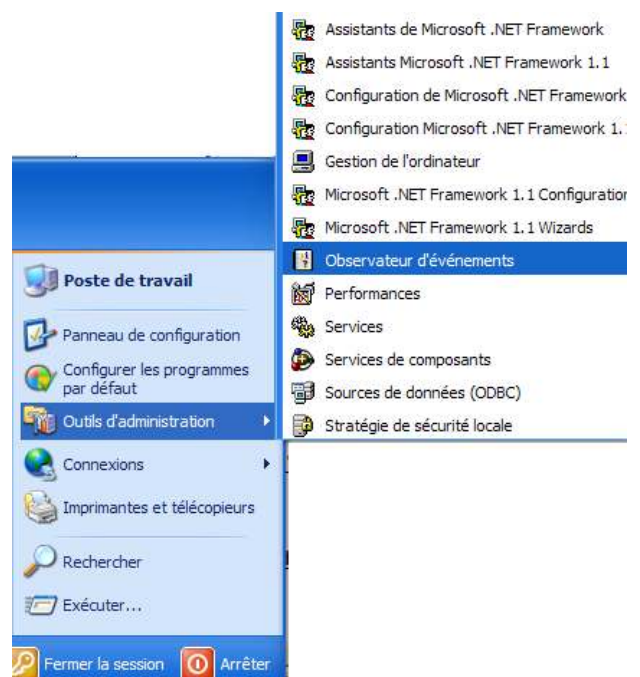 Assistants de Microsoft .NET Framework
Assistants Microsoft .NET Framework 1.1
Configuration de Microsoft .NET Framework
Configuration Microsoft .NET Framework 1.
Gestion de l'ordinateur
Microsoft .NET Framework 1.1 Configuration
Microsoft .NET Framework 1.1 Wizards
Observateur d'événements
Performances
Services
Services de composants
Sources de données (ODBC)
Stratégie de sécurité locale
Poste de travail
Panneau de configuration
Configurer les programmes
par défaut
Outils d'administration
Connexions
Imprimantes et télécopieurs
Rechercher
Exécuter...
Fermer la session
Arrêter